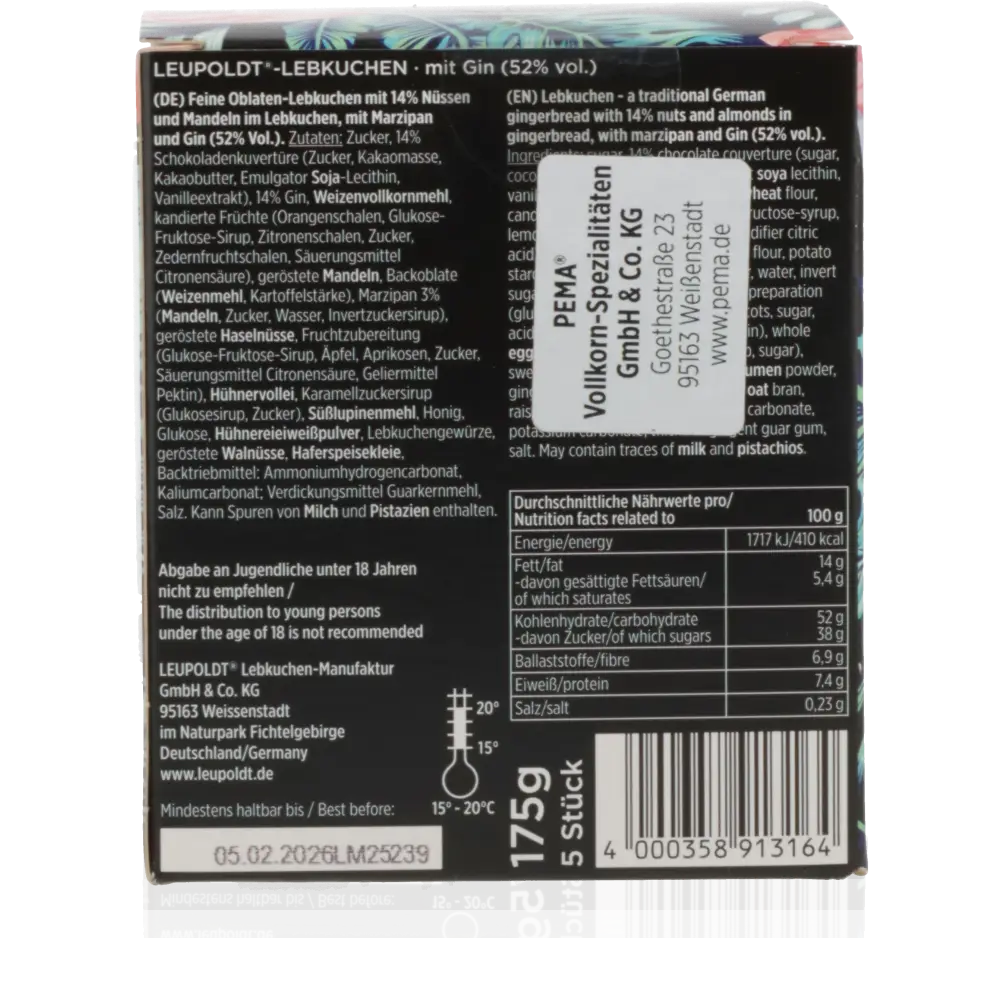 LEUPOLDT®-LEBKUCHEN · mit Gin (52% vol.)
(DE) Feine Oblaten-Lebkuchen mit 14% Nüssen
und Mandeln im Lebkuchen, mit Marzipan
und Gin (52% Vol.). Zutaten: Zucker, 14%
Schokoladenkuvertüre (Zucker, Kakaomasse,
Kakaobutter, Emulgator Soja-Lecithin,
Vanilleextrakt), 14% Gin, Weizenvollkornmehl,
kandierte Früchte (Orangenschalen, Glukose-
Fruktose-Sirup, Zitronenschalen, Zucker,
Zedernfruchtschalen, Säuerungsmittel
Citronensäure), geröstete Mandeln, Backoblate
(Weizenmehl, Kartoffelstärke), Marzipan 3%
(Mandeln, Zucker, Wasser, Invertzuckersirup),
geröstete Haselnüsse, Fruchtzubereitung
(Glukose-Fruktose-Sirup, Äpfel, Aprikosen, Zucker,
Säuerungsmittel Citronensäure, Geliermittel
Pektin), Hühnervollei, Karamellzuckersirup
(Glukosesirup, Zucker), Süßlupinenmehl, Honig,
Glukose, Hühnereieiweißpulver, Lebkuchengewürze,
geröstete Walnüsse, Haferspeisekleie,
Backtriebmittel: Ammoniumhydrogencarbonat,
Kaliumcarbonat; Verdickungsmittel Guarkernmehl,
Salz. Kann Spuren von Milch und Pistazien enthalten.
Abgabe an Jugendliche unter 18 Jahren
nicht zu empfehlen /
The distribution to young persons
under the age of 18 is not recommended
LEUPOLDT® Lebkuchen-Manufaktur
GmbH & Co. KG
95163 Weissenstadt
im Naturpark Fichtelgebirge
Deutschland/Germany
www.leupoldt.de
Mindestens haltbar bis / Best before:
05.02.2026LM25239
20°
15°
15° - 20°C
(EN) Lebkuchen - a traditional German
gingerbread with 14% nuts and almonds in
gingerbread, with marzipan and Gin (52% vol.).
Ingredients: sugar, 14% chocolate couverture (sugar,
soya lecithin,
flour,
citric
flour, potato
water, invert
preparation
sugar,
whole
sugar),
powder,
oat bran,
carbonate,
guar gum,
salt. May contain traces of milk and pistachios.
PEMA®
Vollkorn-Spezialitäten
GmbH & Co. KG
Goethestraße 23
95163 Weißenstadt
www.pema.de
Durchschnittliche Nährwerte pro/
Nutrition facts related to 100 g
Energie/energy 1717 kJ/410 kcal
Fett/fat 14 g
-davon gesättigte Fettsäuren/ 5,4 g
of which saturates
Kohlenhydrate/carbohydrate 52 g
-davon Zucker/of which sugars 38 g
Ballaststoffe/fibre 6,9 g
Eiweiß/protein 7,4 g
Salz/salt 0,23 g
175g
5 Stück
4 000358 913164